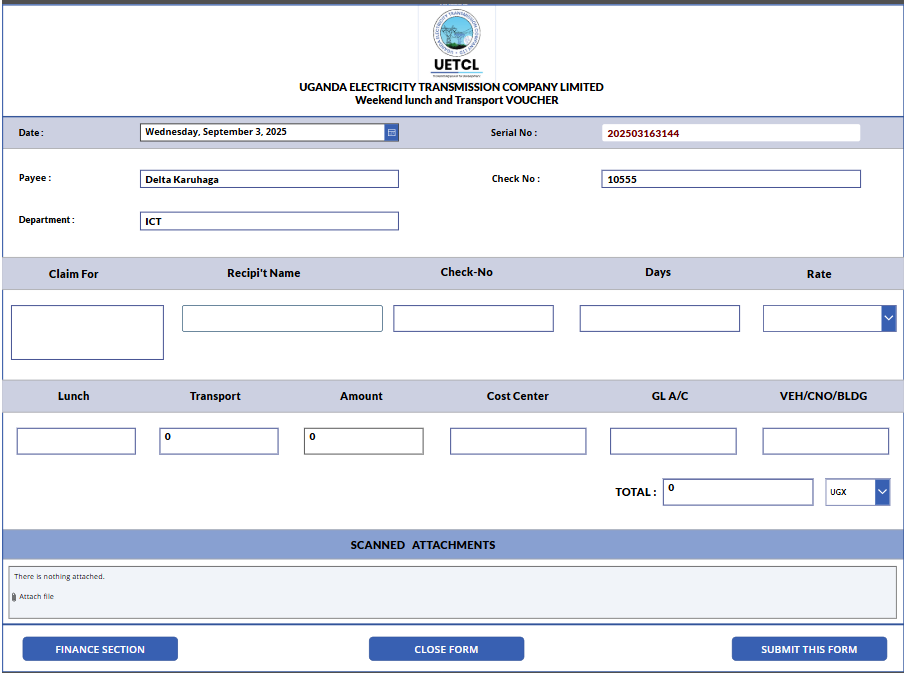 UETCL
UGANDA ELECTRICITY TRANSMISSION COMPANY LIMITED
Weekend lunch and Transport VOUCHER
Date : Wednesday, September 3, 2025 Serial No : 202503163144
Payee : Delta Karuhaga Check No : 10555
Department : ICT
Claim For Recipi't Name Check-No Days Rate
Lunch Transport Amount Cost Center GL A/C VEH/CNO/BLDG
0 0
TOTAL : 0 UGX
SCANNED ATTACHMENTS
There is nothing attached.
Attach file
FINANCE SECTION CLOSE FORM SUBMIT THIS FORM